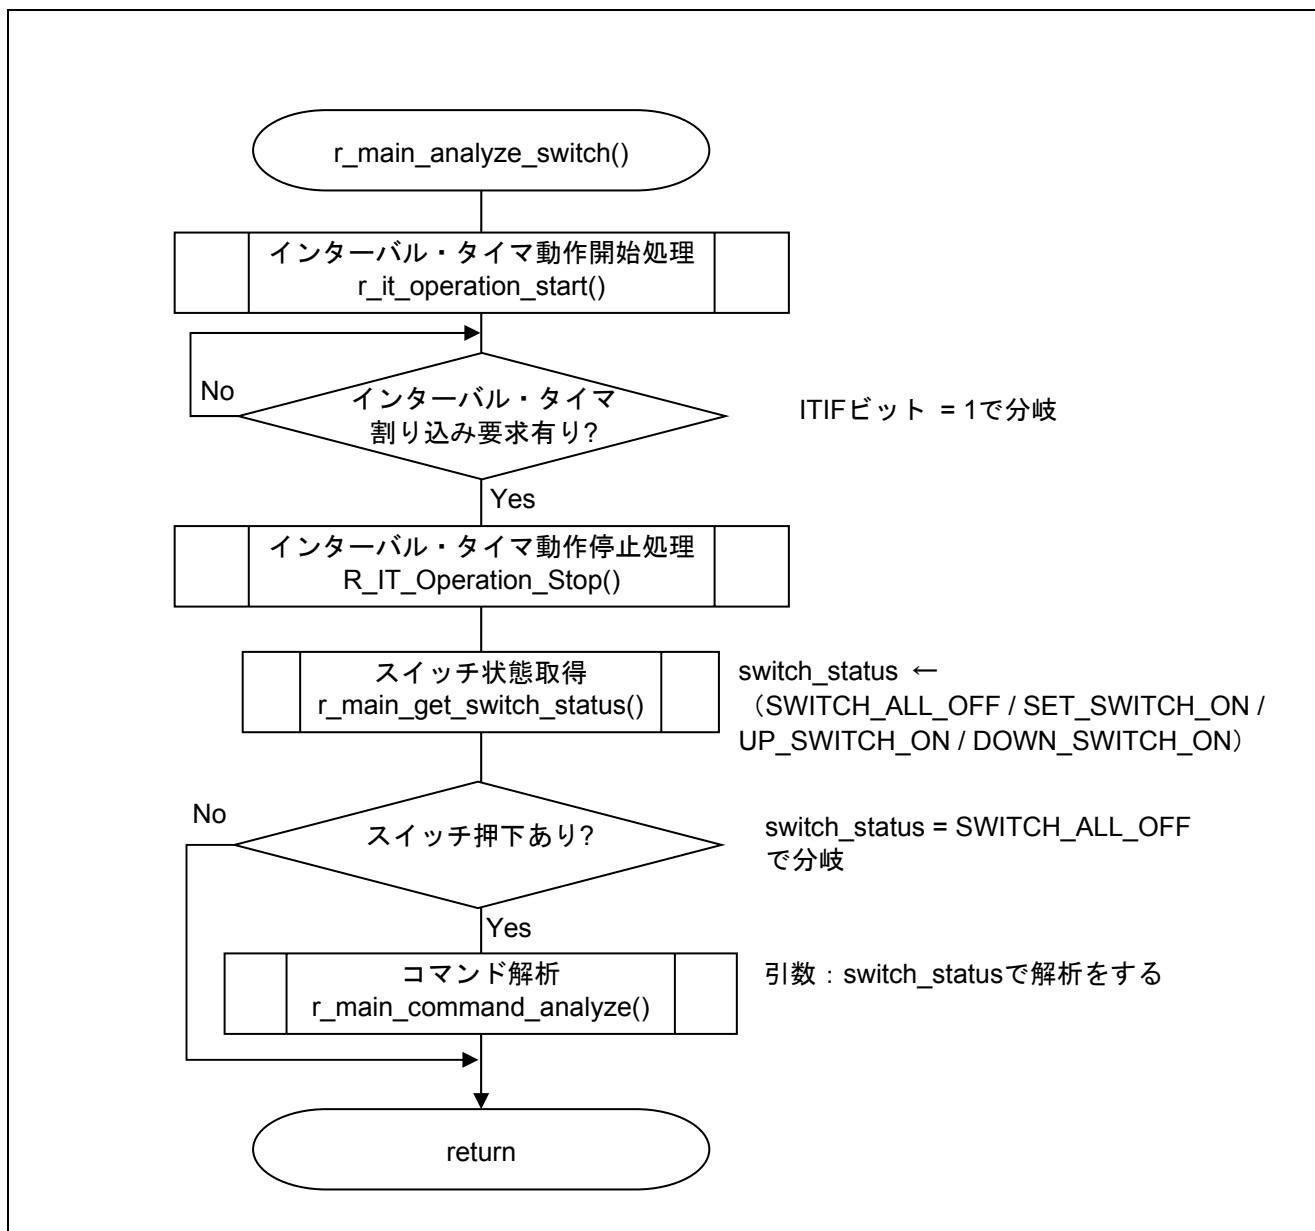 r_main_analyze_switch()
インターバル・タイマ動作開始処理
r_it_operation_start()
No
インターバル・タイマ
割り込み要求有り?
ITIFビット = 1で分岐
Yes
インターバル・タイマ動作停止処理
R_IT_Operation_Stop()
スイッチ状態取得
r_main_get_switch_status()
switch_status ←
（SWITCH_ALL_OFF / SET_SWITCH_ON /
UP_SWITCH_ON / DOWN_SWITCH_ON）
No
スイッチ押下あり?
switch_status = SWITCH_ALL_OFF
で分岐
Yes
コマンド解析
r_main_command_analyze()
引数：switch_statusで解析をする
return